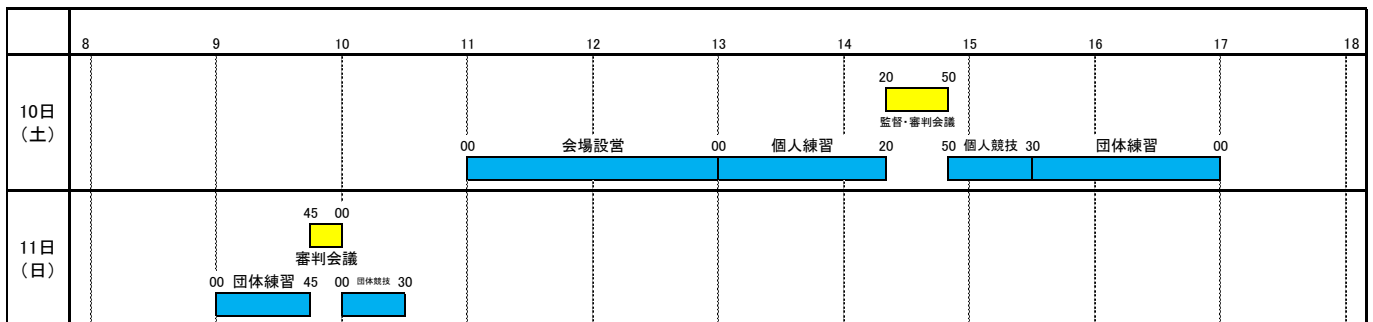 8 9 10 11 12 13 14 15 16 17 18
20 50
10日
(土)
監督・審判会議
00 会場設営 00 個人練習 20 50 個人競技 30 団体練習 00
45 00
11日
(日)
審判会議
00 団体練習 45 00 団体競技 30